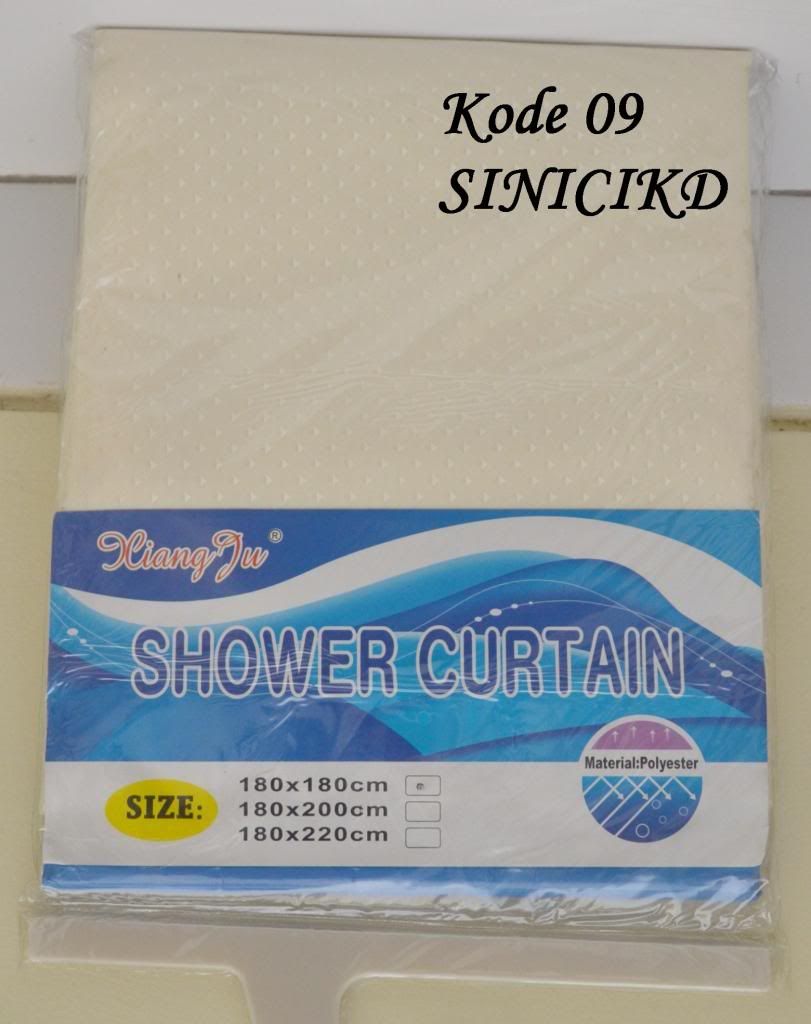 Kode 09
SINICIKD
XiangJu®
SHOWER CURTAIN
SIZE:
180x180cm
180x200cm
180x220cm
Material:Polyester